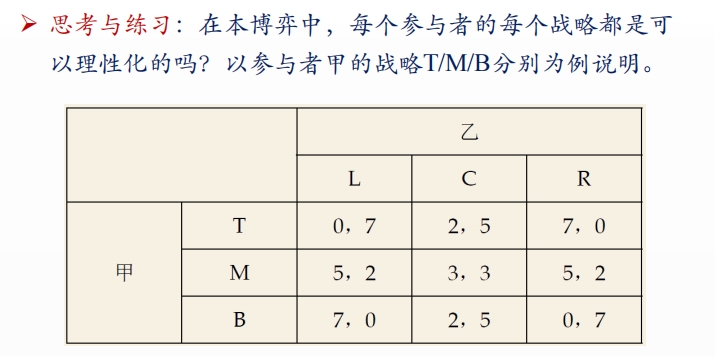 ➢ 思考与练习：在本博弈中，每个参与者的每个战略都是可
以理性化的吗？以参与者甲的战略T/M/B分别为例说明。
乙
L C R
T 0，7 2，5 7，0
甲 M 5，2 3，3 5，2
B 7，0 2，5 0，7